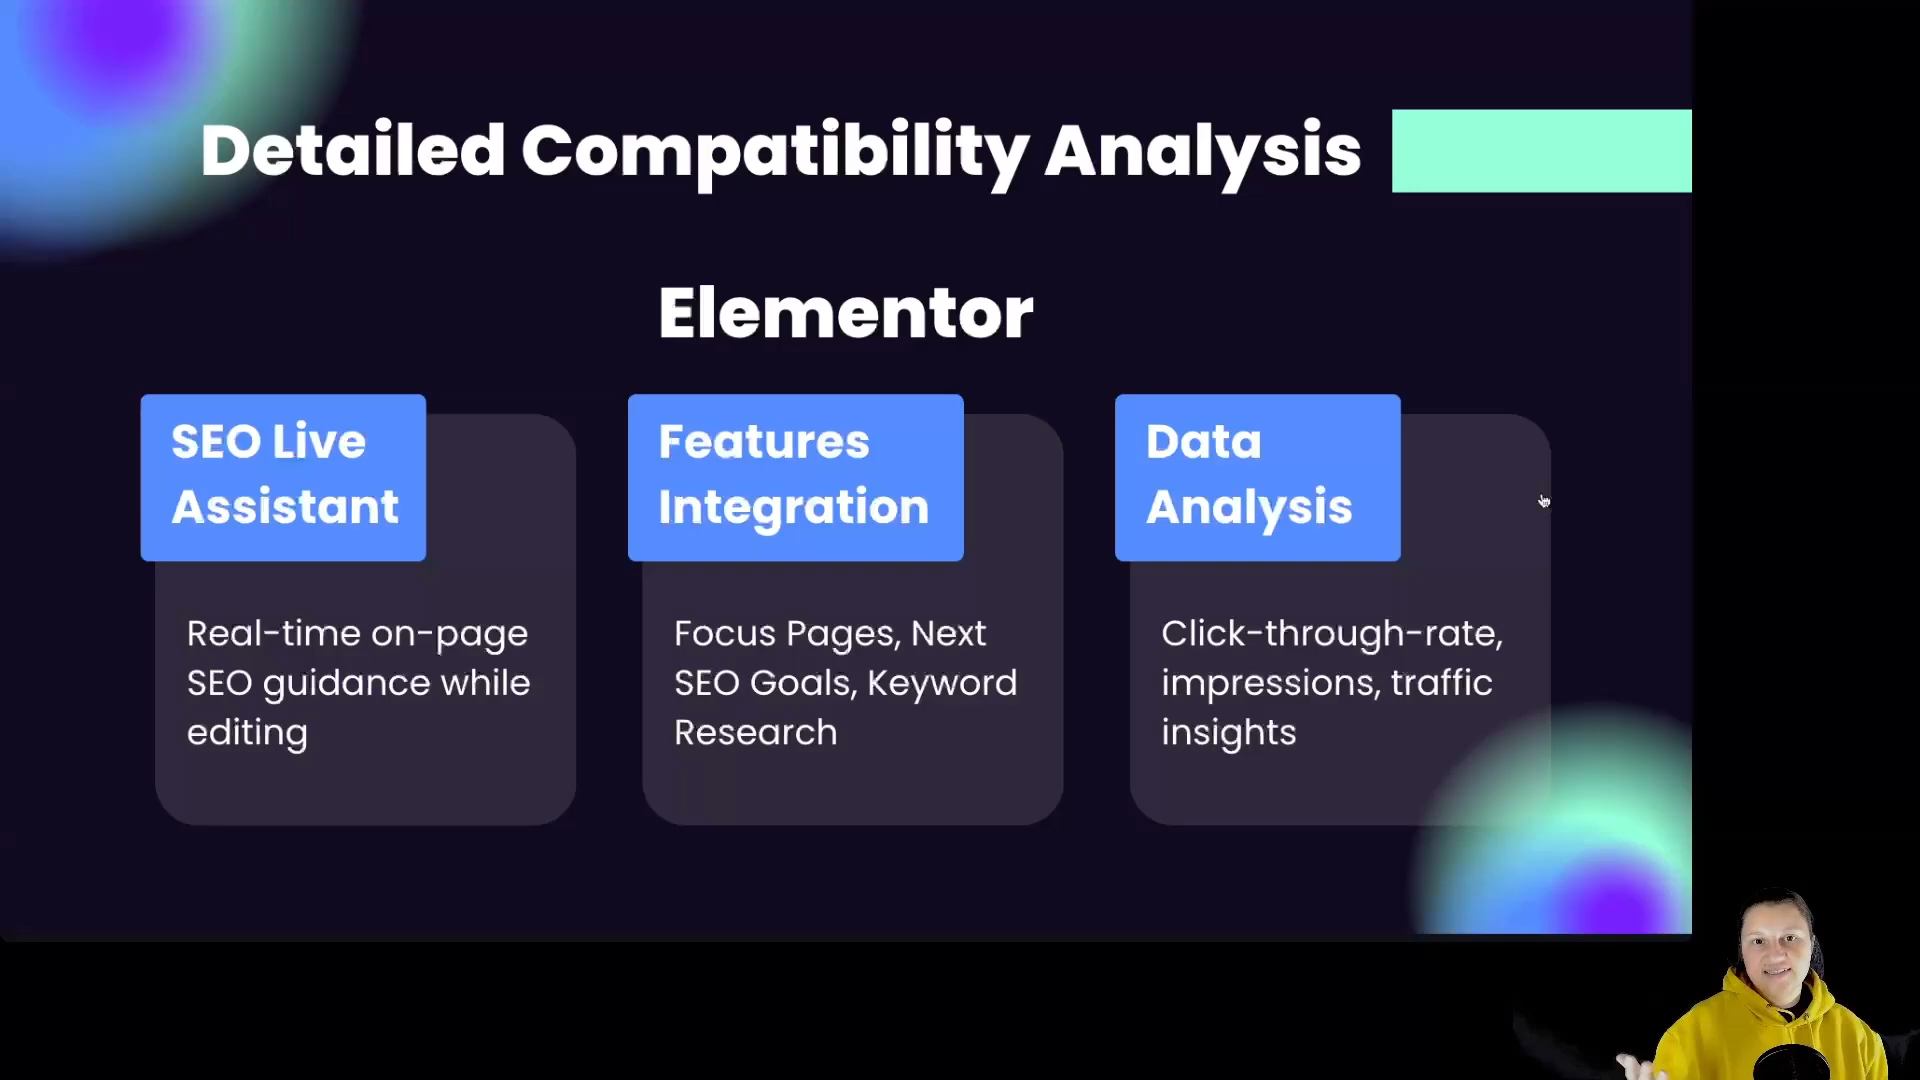 Detailed Compatibility Analysis
Elementor
SEO Live
Assistant
Real-time on-page
SEO guidance while
editing
Features
Integration
Focus Pages, Next
SEO Goals, Keyword
Research
Data
Analysis
Click-through-rate,
impressions, traffic
insights